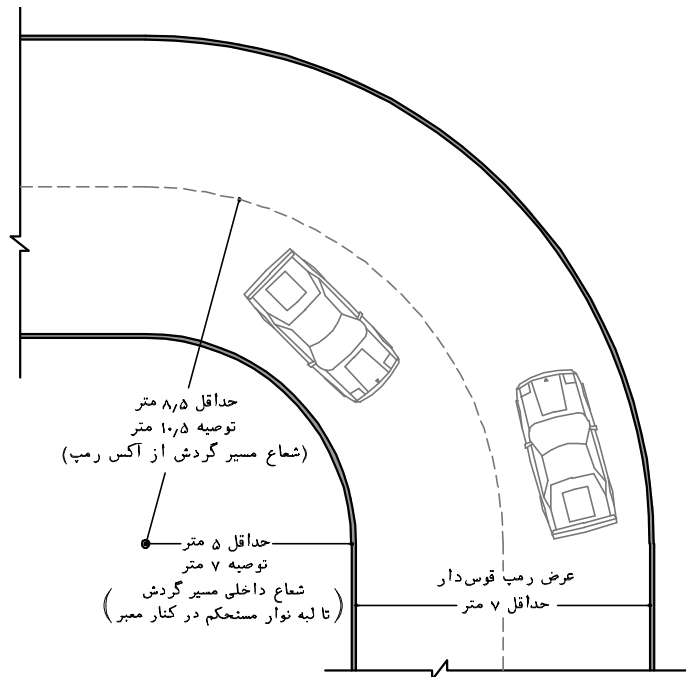 حداقل ۸٫۵ متر
توصیه ۱۰٫۵ متر
(شعاع مسیر گردش از آکس رمپ)
حداقل ۵ متر
توصیه ۷ متر
(شعاع داخلی مسیر گردش
تا لبه نوار مستحکم در کنار معبر)
عرض رمپ قوس‌دار
حداقل ۷ متر